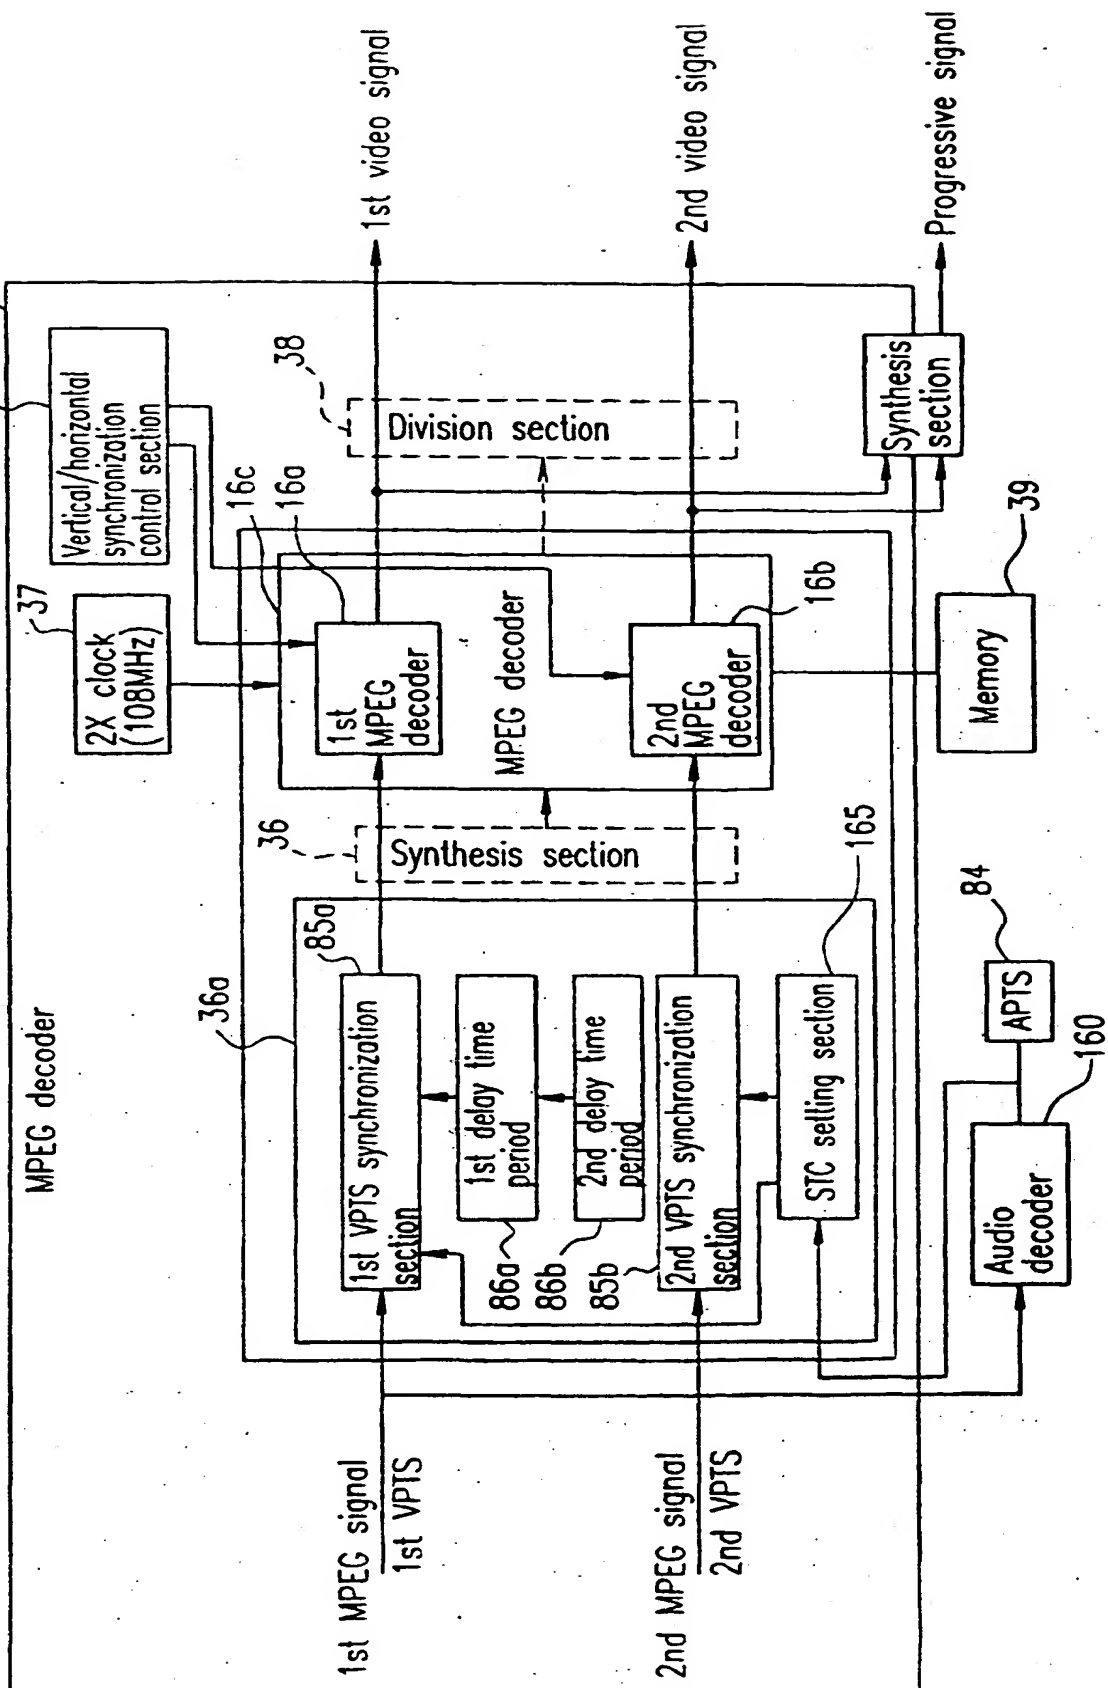 MPEG decoder
37
2X clock
(108MHz)
Vertical/horizontal
synchronization
control section
36a
85a
1st VPTS synchronization
section
1st delay time
period
86a
2nd delay time
period
86b
2nd VPTS synchronization
section
85b
STC setting section
165
36
Synthesis section
16c
16a
1st
MPEG
decoder
MPEG decoder
2nd
MPEG
decoder
16b
38
Division section
1st video signal
2nd video signal
Synthesis
section
Progressive signal
Memory
39
APTS
84
Audio
decoder
160
1st MPEG signal
1st VPTS
2nd MPEG signal
2nd VPTS